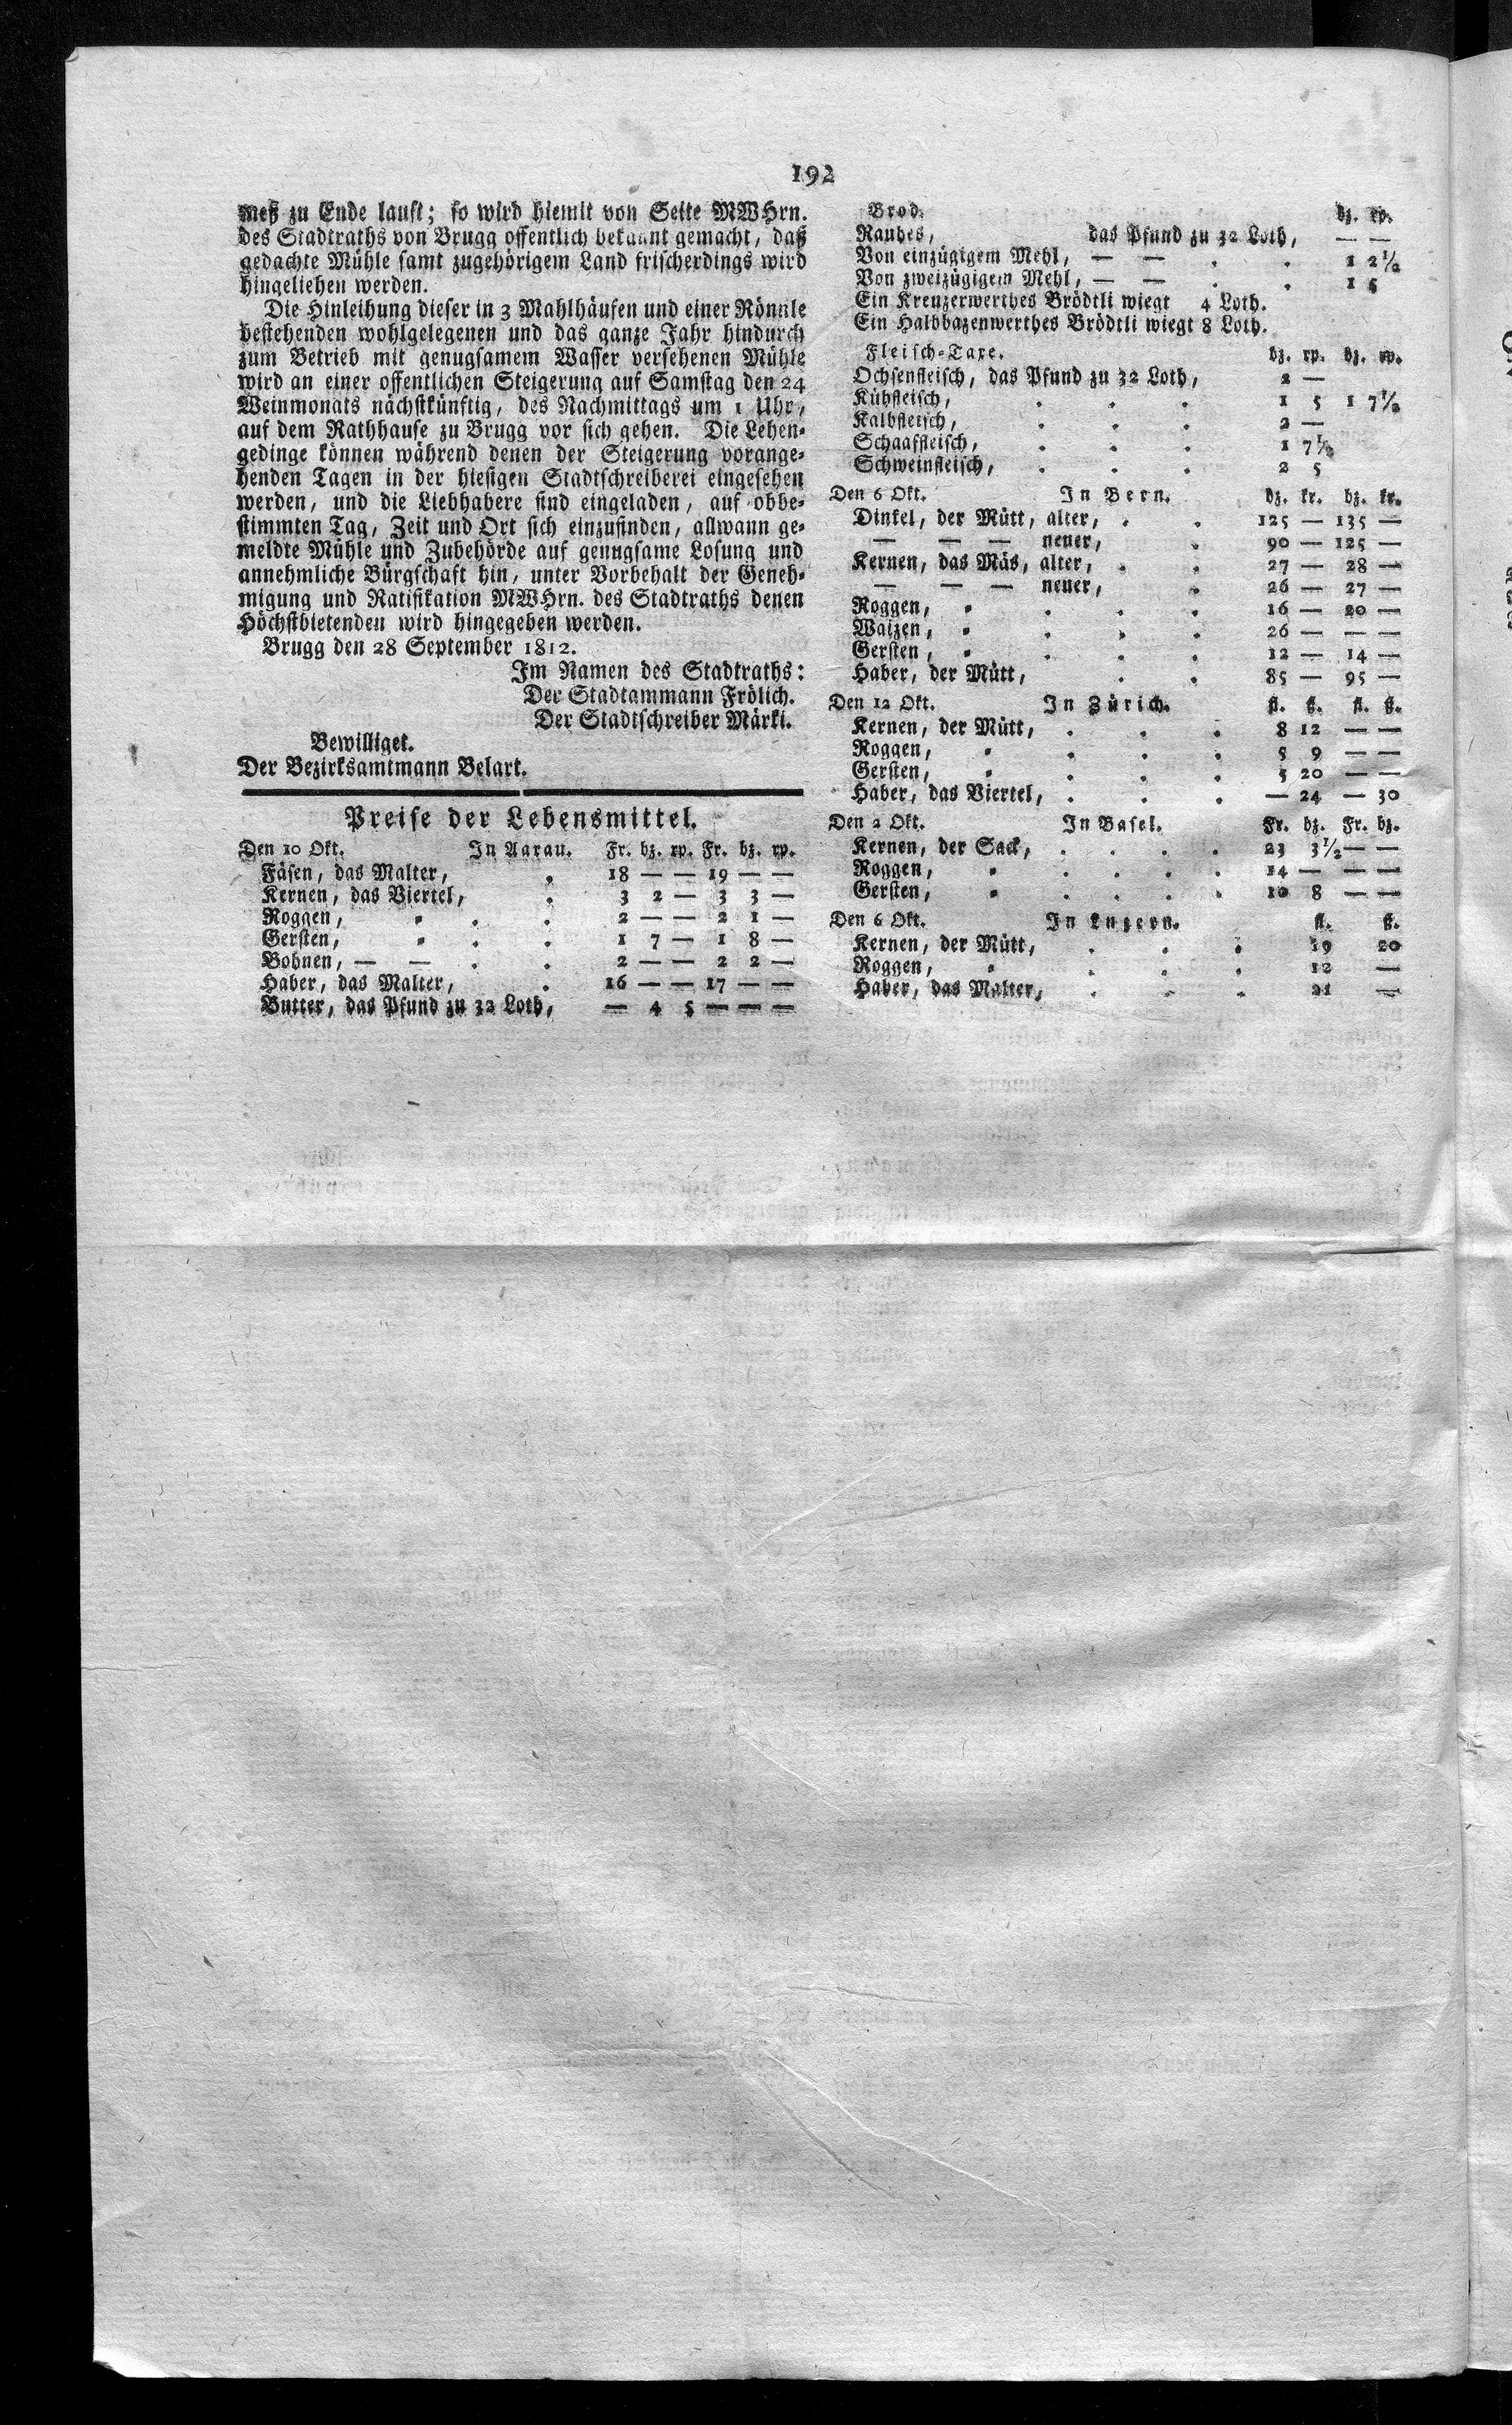 192
meß zu Ende lauft; so wird hiemit von Seite MWHrn.
des Stadtraths von Brugg offentlich bekannt gemacht, daß
gedachte Mühle samt zugehörigem Land frischerdings wird
hingeliehen werden.
Die Hinleihung dieser in 3 Mahlhäufen und einer Rönnle
bestehenden wohlgelegenen und das ganze Jahr hindurch
zum Betrieb mit genugsamem Wasser versehenen Mühle
wird an einer offentlichen Steigerung auf Samstag den 24
Weinmonats nächstkünftig, des Nachmittags um 1 Uhr,
auf dem Rathhause zu Brugg vor sich gehen. Die Lehen-
gedinge können während denen der Steigerung vorange-
henden Tagen in der hiesigen Stadtschreiberei eingesehen
werden, und die Liebhabere sind eingeladen, auf obbe-
stimmten Tag, Zeit und Ort sich einzufinden, allwann ge-
meldte Mühle und Zubehörde auf genugsame Losung und
annehmliche Bürgschaft hin, unter Vorbehalt der Geneh-
migung und Ratifikation MWHrn. des Stadtraths denen
Höchstbietenden wird hingegeben werden.
Brugg den 28 September 1812.
Im Namen des Stadtraths:
Der Stadtammann Frölich.
Der Stadtschreiber Märki.
Bewilliget.
Der Bezirksamtmann Belart.
Preise der Lebensmittel.
Den 10 Okt. In Aarau. Fr. bz. rp. Fr. bz. rp.
Fäsen, das Malter, . 18 — — 19 — —
Kernen, das Viertel, . 3 2 — 3 3 —
Roggen, " . . 2 — — 2 1 —
Gersten, " . . 1 7 — 1 8 —
Bohnen, — — . . 2 — — 2 2 —
Haber, das Malter, . 16 — — 17 — —
Butter, das Pfund zu 32 Loth, — 4 5 — — —
Brod. bz. rp.
Rauhes, das Pfund zu 32 Loth, — —
Von einzügigem Mehl, — — . . 1 2½
Von zweizügigem Mehl, — — . . 1 5
Ein Kreuzerwerthes Brödtli wiegt 4 Loth.
Ein Halbbazenwerthes Brödtli wiegt 8 Loth.
Fleisch-Taxe. bz. rp. bz. rp.
Ochsenfleisch, das Pfund zu 32 Loth, 2 —
Kühfleisch, . . . 1 5 1 7½
Kalbfleisch, . . . 2 —
Schaaffleisch, . . . 1 7½
Schweinfleisch, . . . 2 5
Den 6 Okt. In Bern. bz. kr. bz. kr.
Dinkel, der Mütt, alter, . . 125 — 135 —
— — — neuer, . 90 — 125 —
Kernen, das Mäs, alter, . . 27 — 28 —
— — — neuer, . 26 — 27 —
Roggen, " . . . 16 — 20 —
Waizen, " . . . 26 — — —
Gersten, " . . . 12 — 14 —
Haber, der Mütt, . . 85 — 95 —
Den 12 Okt. In Zürich. fl. ß. fl. ß.
Kernen, der Mütt, . . . 8 12 — —
Roggen, " . . . 5 9 — —
Gersten, " . . . 5 20 — —
Haber, das Viertel, . . . — 24 — 30
Den 2 Okt. In Basel. Fr. bz. Fr. bz.
Kernen, der Sack, . . . . 23 3½ — —
Roggen, " . . . . 14 — — —
Gersten, " . . . . 10 8 — —
Den 6 Okt. In Luzern. fl. ß.
Kernen, der Mütt, . . . 19 20
Roggen, " . . . 12 —
Haber, das Malter, . . . 21 —